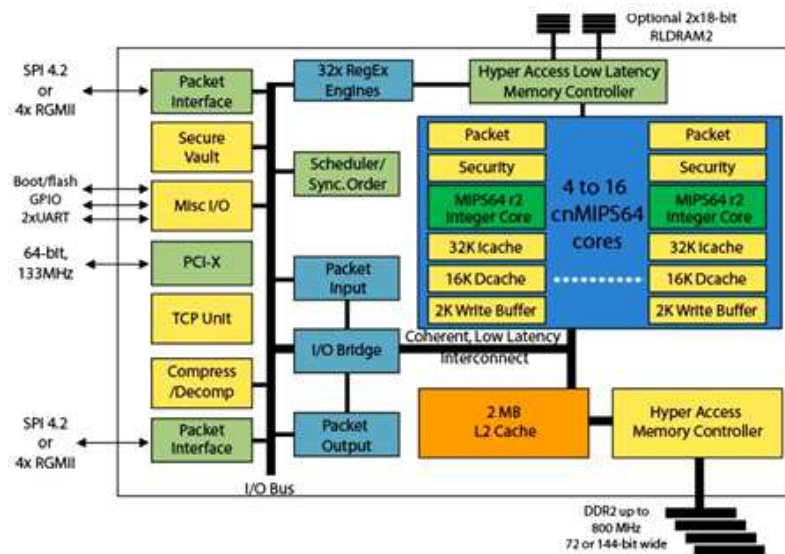 Optional 2x18-bit
RLDRAM2
SPI 4.2
or
4x RGMII
Packet
Interface
32x RegEx
Engines
Hyper Access Low Latency
Memory Controller
Secure
Vault
Scheduler/
Sync. Order
Boot/flash
GPIO
2xUART
Misc I/O
64-bit,
133MHz
PCI-X
Packet
Input
TCP Unit
I/O Bridge
Compress
/Decomp
SPI 4.2
or
4x RGMII
Packet
Interface
Packet
Output
I/O Bus
Packet
Security
MIPS64 r2
Integer Core
32K Icache
16K Dcache
2K Write Buffer
4 to 16
cnMIPS64
cores
Packet
Security
MIPS64 r2
Integer Core
32K Icache
16K Dcache
2K Write Buffer
Coherent, Low Latency
Interconnect
2 MB
L2 Cache
Hyper Access
Memory Controller
DDR2 up to
800 MHz
72 or 144-bit wide